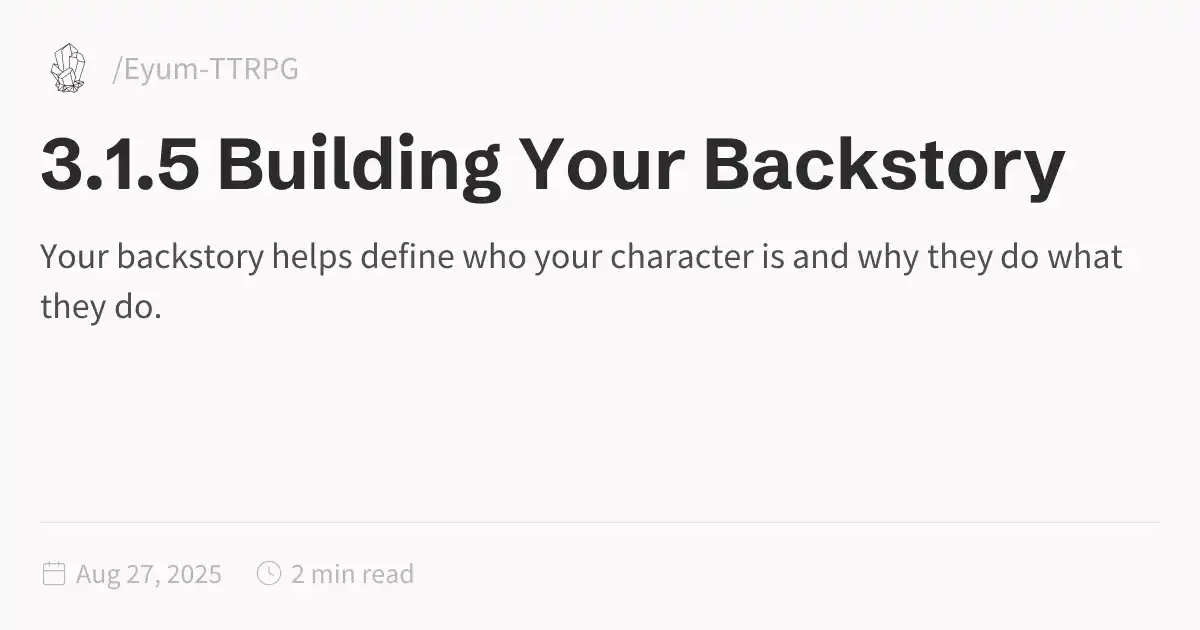 /Eyum-TTRPG
3.1.5 Building Your Backstory
Your backstory helps define who your character is and why they do what
they do.
Aug 27, 2025 2 min read